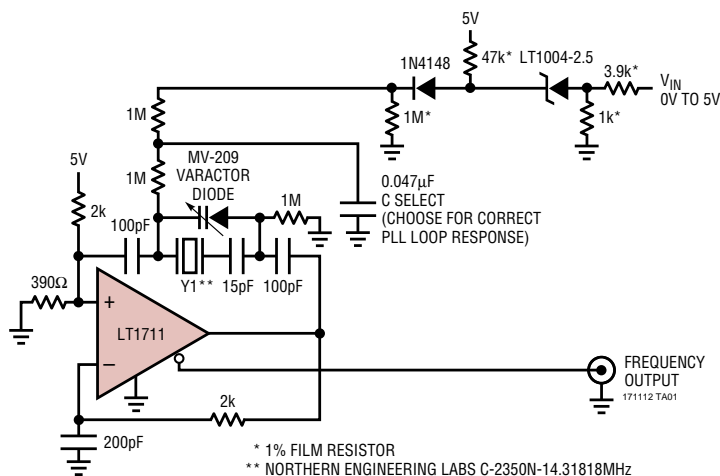 5V
1N4148
47k*
LT1004-2.5
3.9k*
VIN
0V TO 5V
1M
1M*
1k*
MV-209
VARACTOR
DIODE
5V
1M
1M
0.047µF
C SELECT
(CHOOSE FOR CORRECT
PLL LOOP RESPONSE)
2k
100pF
Y1**
15pF
100pF
390Ω
+
LT1711
−
FREQUENCY
OUTPUT
171112 TA01
2k
200pF
* 1% FILM RESISTOR
** NORTHERN ENGINEERING LABS C-2350N-14.31818MHz